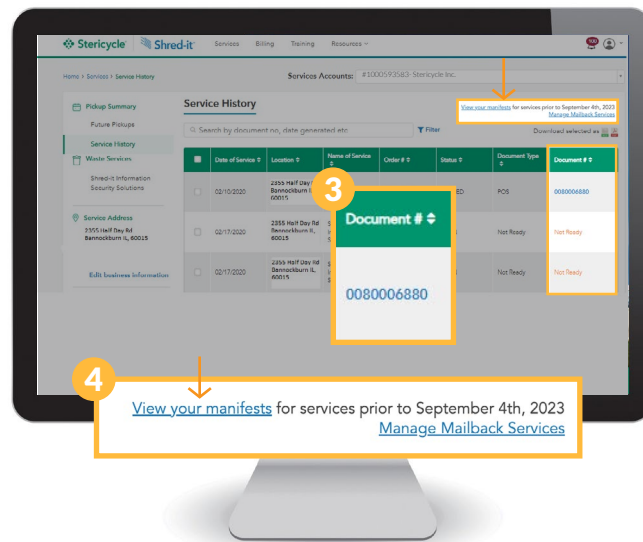 Stericycle Shred-it Services Billing Training Resources
Home > Services > Service History
Services Accounts: #1000593583- Stericycle Inc.
Pickup Summary
Future Pickups
Service History
Waste Services
Shred-it Information
Security Solutions
Service Address
2355 Half Day Rd
Bannockburn IL, 60015
Edit business information
Service History
View your manifests for services prior to September 4th, 2023
Manage Mailback Services
Search by document no, date generated etc.
Filter
Download selected as
Date of Service Location Name of Service Order # Status Document Type Document #
02/10/2020 2355 Half Day
Bannockburn IL,
60015
POS 0080006880
02/17/2020 2355 Half Day Rd
Bannockburn IL,
60015
Not Ready Not Ready
02/17/2020 2355 Half Day Rd
Bannockburn IL,
60015
Not Ready Not Ready
3
Document #
0080006880
4
View your manifests for services prior to September 4th, 2023
Manage Mailback Services